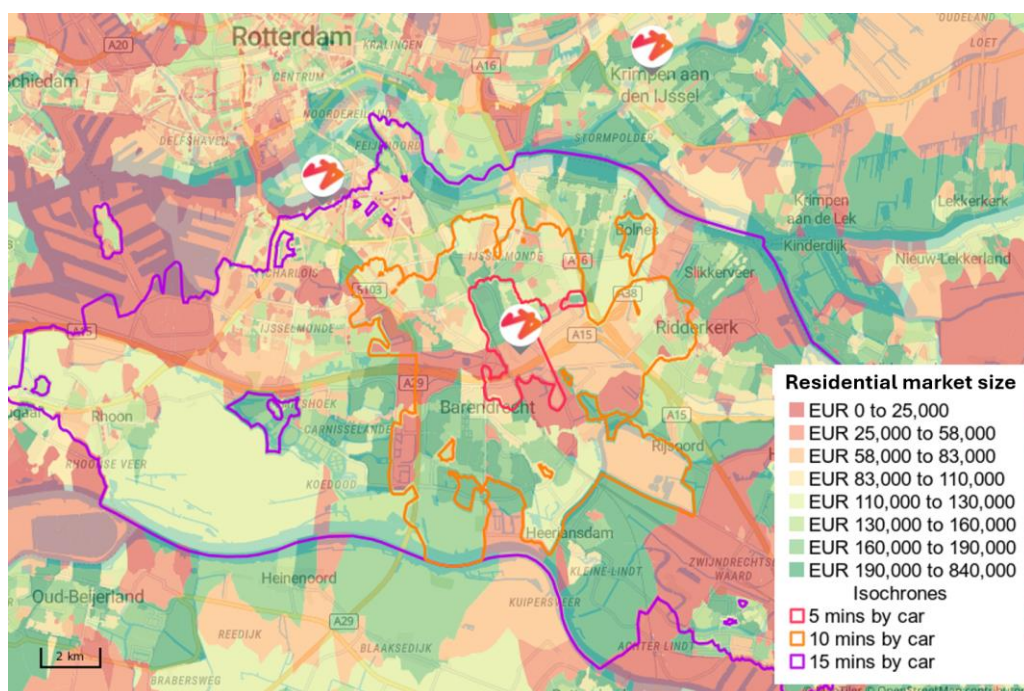 OUDELAND
Rotterdam
KRALINGEN
A20
LOET
A16
Schiedam
CENTRUM
Krimpen aan
den IJssel
NOORDEREILAND
STORMPOLDER
DELFSHAVEN
FEIJENOORD
Krimpen
aan de Lek
Lekkerkerk
Bolnes
Kinderdijk
IJSSELMONDE
Nieuw-Lekkerland
A16
CHARLOIS
Slikkerveer
S103
A38
IJSSELMONDE
A15
A15
Ridderkerk
A29
Barendrecht
Rhoon
A15
CARNISSELANDE
Rijsoord
RHOONSE VEER
KOEDOOD
Heerjansdam
ZWIJNDRECHTSE
WAARD
KLEINE-LINDT
Heinenoord
Oud-Beijerland
KUIPERSVEER
A29
REEDIJK
BLAAKSEDIJK
ACHTER LINDT
2 km
BRABERSWEG
Residential market size
EUR 0 to 25,000
EUR 25,000 to 58,000
EUR 58,000 to 83,000
EUR 83,000 to 110,000
EUR 110,000 to 130,000
EUR 130,000 to 160,000
EUR 160,000 to 190,000
EUR 190,000 to 840,000
Isochrones
5 mins by car
10 mins by car
15 mins by car